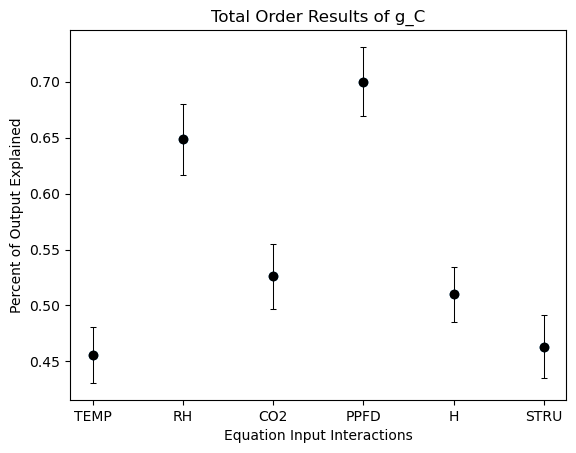 Total Order Results of g_C
Percent of Output Explained
0.70
0.65
0.60
0.55
0.50
0.45
TEMP RH CO2 PPFD H STRU
Equation Input Interactions